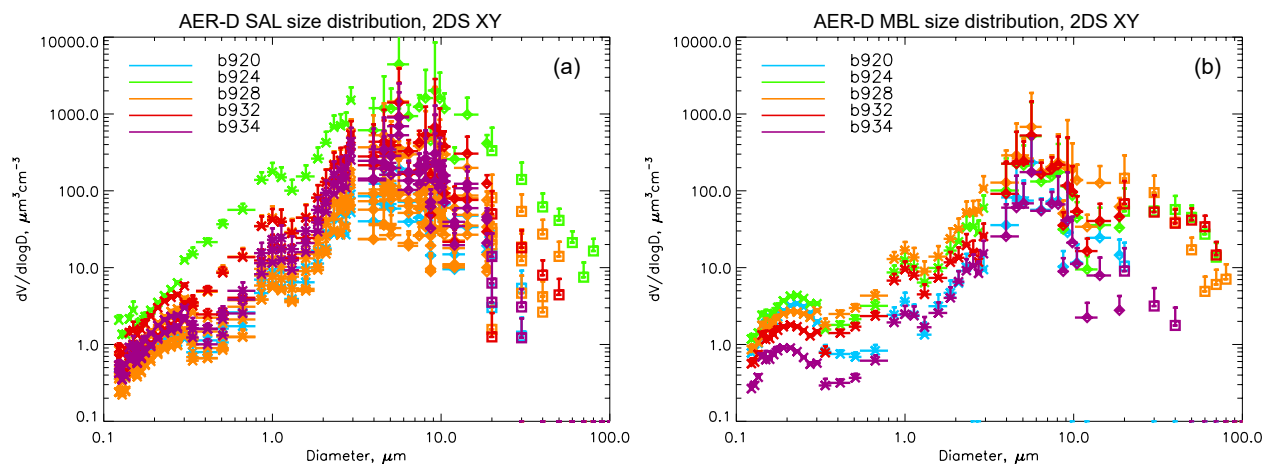 AER-D SAL size distribution, 2DS XY
10000.0
1000.0
100.0
10.0
1.0
0.1
dV/dlogD, μm³cm⁻³
b920
b924
b928
b932
b934
(a)
0.1
1.0
10.0
100.0
Diameter, μm
AER-D MBL size distribution, 2DS XY
10000.0
1000.0
100.0
10.0
1.0
0.1
dV/dlogD, μm³cm⁻³
b920
b924
b928
b932
b934
(b)
0.1
1.0
10.0
100.0
Diameter, μm